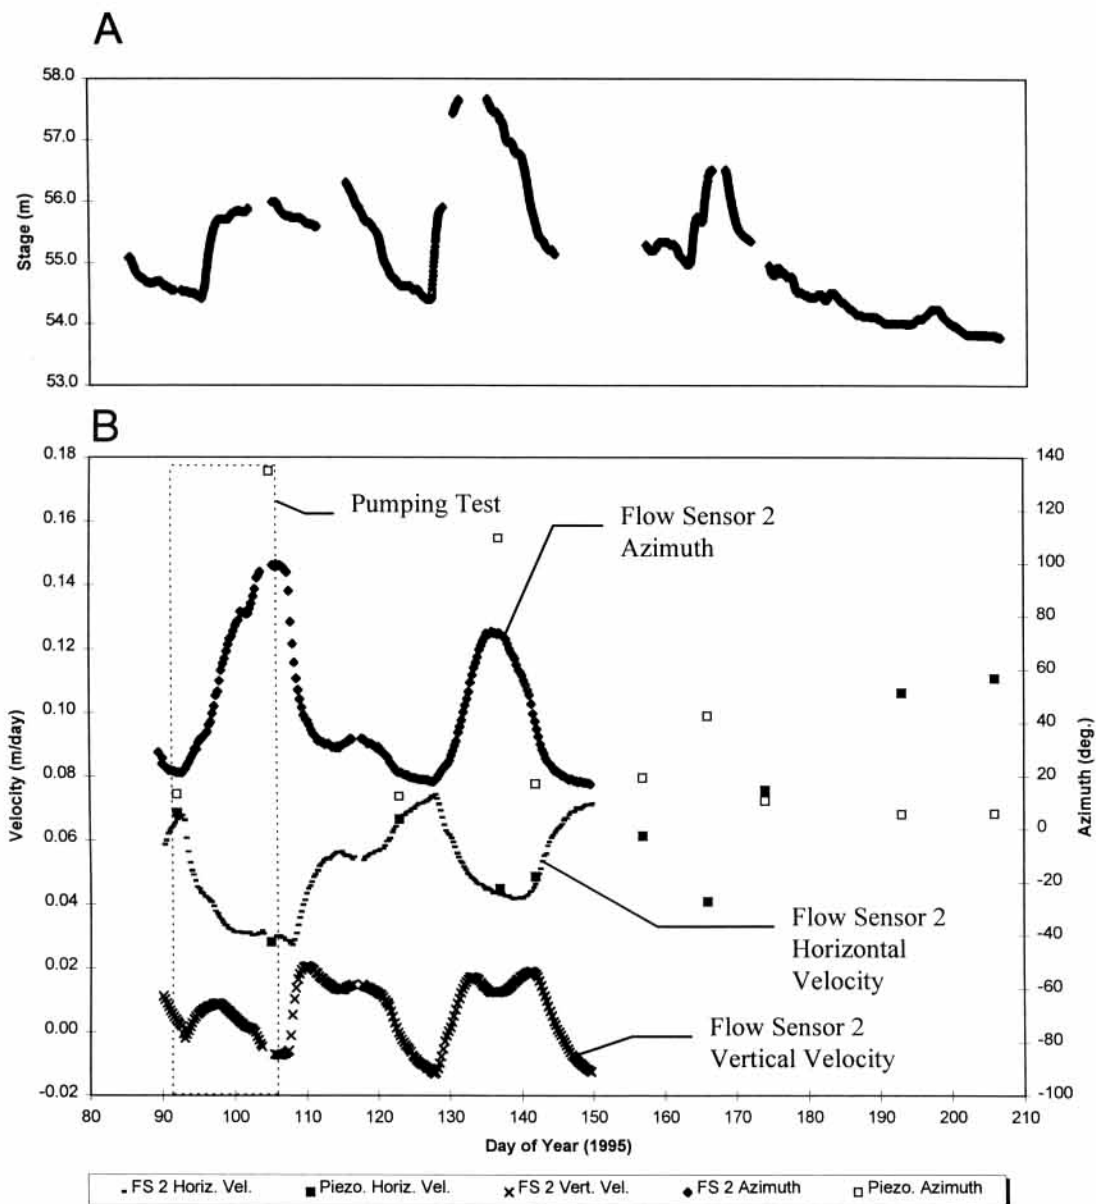 A
58.0
57.0
56.0
55.0
54.0
53.0
Stage (m)
B
0.18
0.16
0.14
0.12
0.10
0.08
0.06
0.04
0.02
0.00
-0.02
Velocity (m/day)
140
120
100
80
60
40
20
0
-20
-40
-60
-80
-100
Azimuth (deg.)
Pumping Test
Flow Sensor 2
Azimuth
Flow Sensor 2
Horizontal
Velocity
Flow Sensor 2
Vertical Velocity
80 90 100 110 120 130 140 150 160 170 180 190 200 210
Day of Year (1995)
FS 2 Horiz. Vel. Piezo. Horiz. Vel. FS 2 Vert. Vel. FS 2 Azimuth Piezo. Azimuth